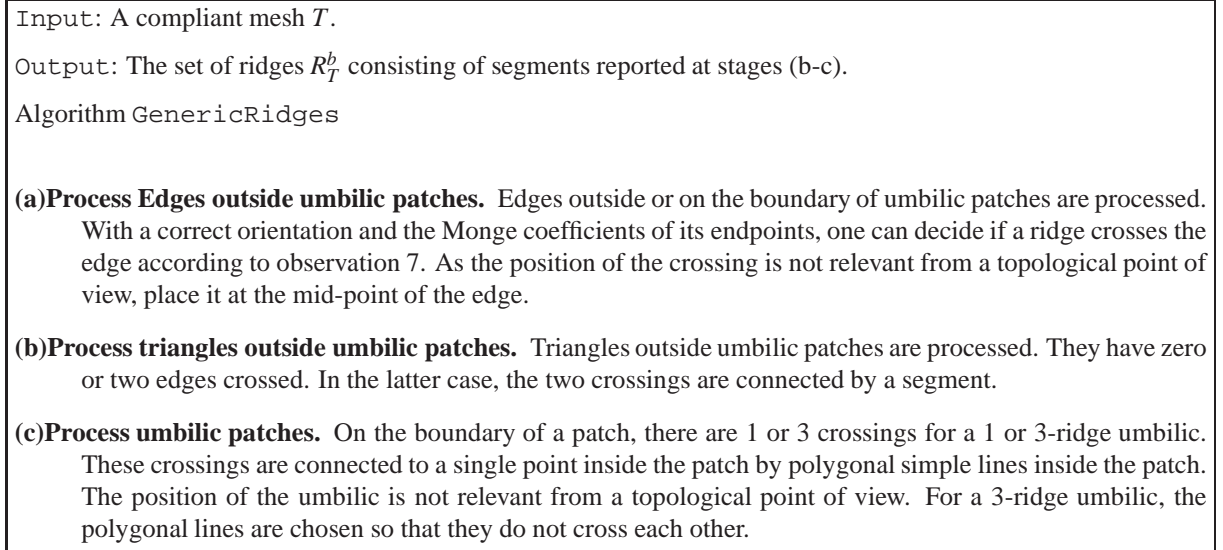 Input: A compliant mesh T.
Output: The set of ridges R_T^b consisting of segments reported at stages (b-c).
Algorithm GenericRidges
(a)Process Edges outside umbilic patches. Edges outside or on the boundary of umbilic patches are processed.
With a correct orientation and the Monge coefficients of its endpoints, one can decide if a ridge crosses the
edge according to observation 7. As the position of the crossing is not relevant from a topological point of
view, place it at the mid-point of the edge.
(b)Process triangles outside umbilic patches. Triangles outside umbilic patches are processed. They have zero
or two edges crossed. In the latter case, the two crossings are connected by a segment.
(c)Process umbilic patches. On the boundary of a patch, there are 1 or 3 crossings for a 1 or 3-ridge umbilic.
These crossings are connected to a single point inside the patch by polygonal simple lines inside the patch.
The position of the umbilic is not relevant from a topological point of view. For a 3-ridge umbilic, the
polygonal lines are chosen so that they do not cross each other.